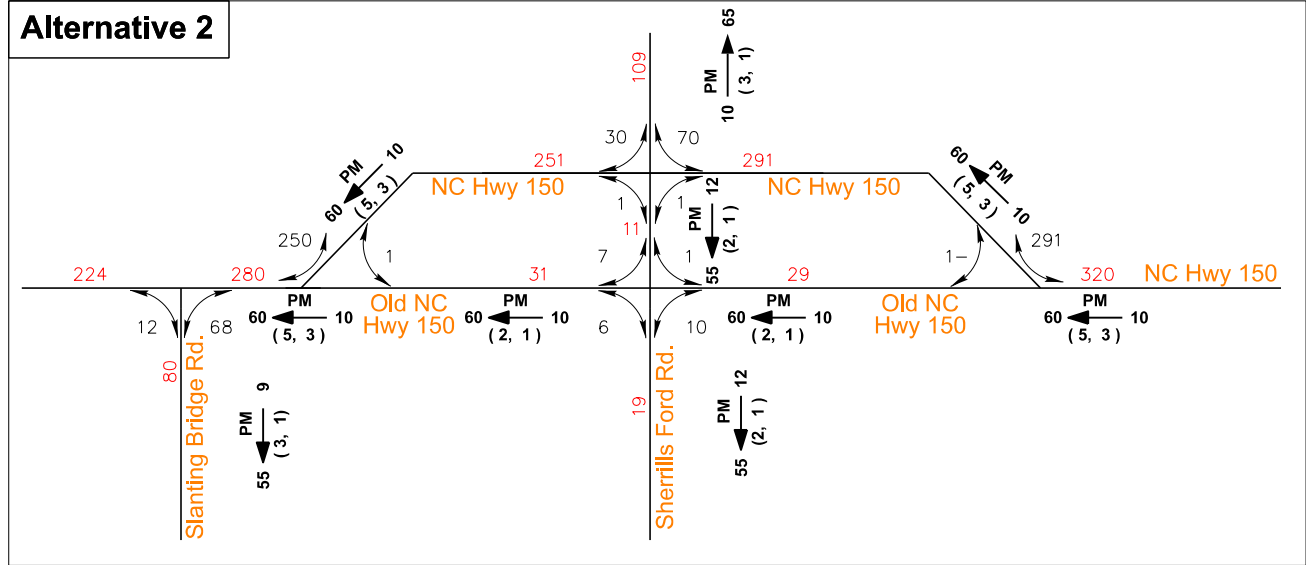 Alternative 2
109
PM
10
( 3, 1 )
65
30
70
PM
10
60
( 5, 3 )
251
291
60
PM
10
( 5, 3 )
NC Hwy 150
NC Hwy 150
1
1
12
PM
( 2, 1 )
55
11
250
1
7
1
1-
291
224
280
31
29
320
NC Hwy 150
PM
60
10
( 5, 3 )
Old NC
Hwy 150
PM
60
10
( 2, 1 )
PM
60
10
( 2, 1 )
Old NC
Hwy 150
PM
60
10
( 5, 3 )
12
68
6
10
80
Slanting Bridge Rd.
9
PM
( 3, 1 )
55
19
Sherrills Ford Rd.
12
PM
( 2, 1 )
55